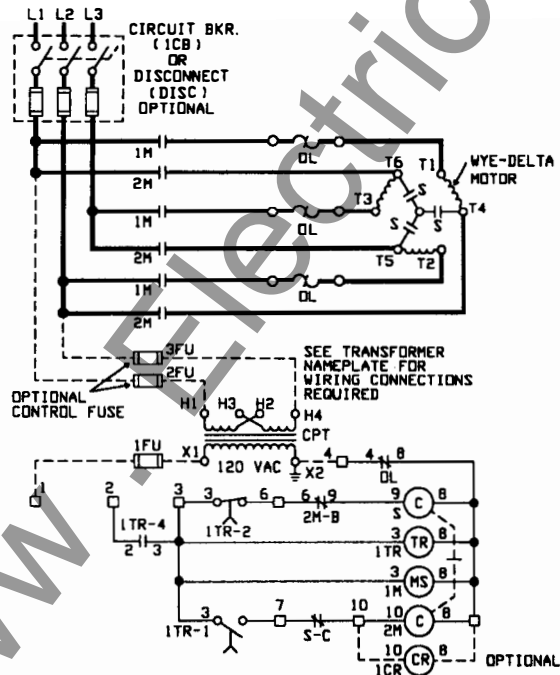 L1 L2 L3
CIRCUIT BKR.
(1CB)
OR
DISCONNECT
(DISC)
OPTIONAL
1M OL
T6 T1
WYE-DELTA
MOTOR
2M
S
T3 T4
1M OL
S S
2M
T5 T2
1M OL
2M
3FU
SEE TRANSFORMER
NAMEPLATE FOR
WIRING CONNECTIONS
REQUIRED
2FU
OPTIONAL
CONTROL FUSE
H1 H3 H2 H4
CPT
1FU X1 120 VAC X2 4 4 8
OL
1 2 3 3 6 6 9 9 C 8
1TR-4 1TR-2 2M-B S
2 3
3 TR 8
1TR
3 MS 8
1M
3 7 10 10 C 8
1TR-1 S-C 2M
10 CR 8 OPTIONAL
1CR
www.Electric